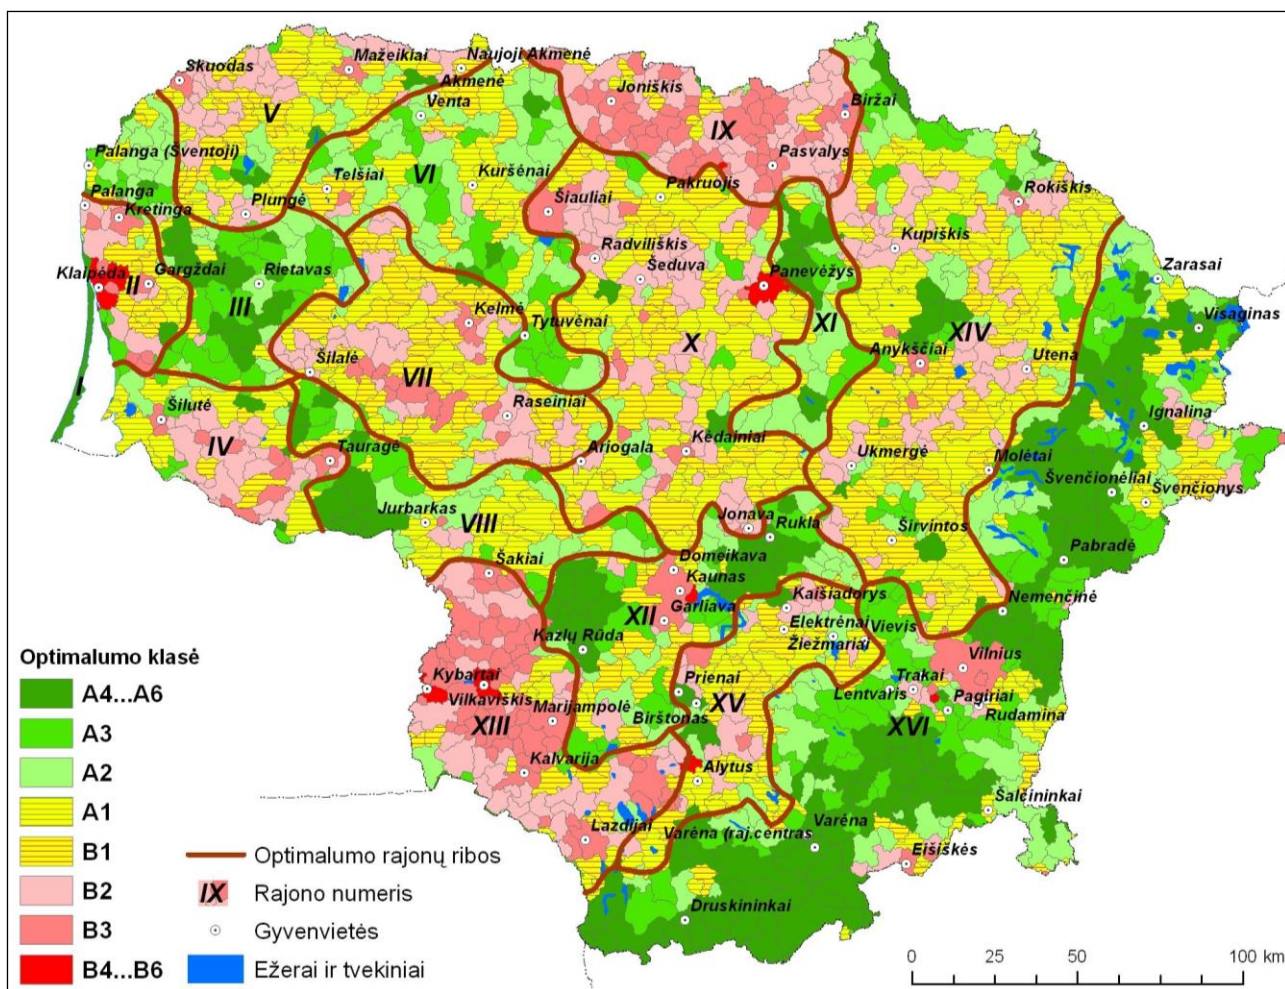 Skuodas
Mažeikiai
Naujoji Akmenė
Akmenė
Venta
Joniškis
Biržai
V
IX
Palanga (Šventoji)
Telšiai
VI
Kuršėnai
Pakruojis
Pasvalys
Rokiškis
Palanga
Kretinga
Plungė
Šiauliai
Kupiškis
Radviliškis
Šeduva
Panevėžys
Zarasai
Klaipėda
II
Gargždai
Rietavas
III
Kelmė
Tytuvėnai
XI
XIV
Visaginas
X
Anykščiai
Utena
I
Šilalė
VII
Raseiniai
Ignalina
Šilutė
IV
Tauragė
Ariogala
Kėdainiai
Ukmergė
Molėtai
Švenčionėliai
Švenčionys
Jurbarkas
VIII
Jonava
Rukla
Širvintos
Pabradė
Šakiai
Domeikava
Kaunas
Garliava
XII
Kaišiadorys
Nemenčinė
Elektrėnai
Žiežmariai
Vievis
Kazlų Rūda
Vilnius
Kybartai
Vilkaviškis
Prienai
Trakai
Lentvaris
Pagiriai
Rudamina
XIII
Marijampolė
Birštonas
XV
XVI
Kalvarija
Alytus
Šalčininkai
Lazdijai
Varėna (raj.centras
Varėna
Eišiškės
Druskininkai
Optimalumo klasė
A4...A6
A3
A2
A1
B1
B2
B3
B4...B6
Optimalumo rajonų ribos
IX
Rajono numeris
Gyvenvietės
Ežerai ir tvekiniai
0 50 100 km